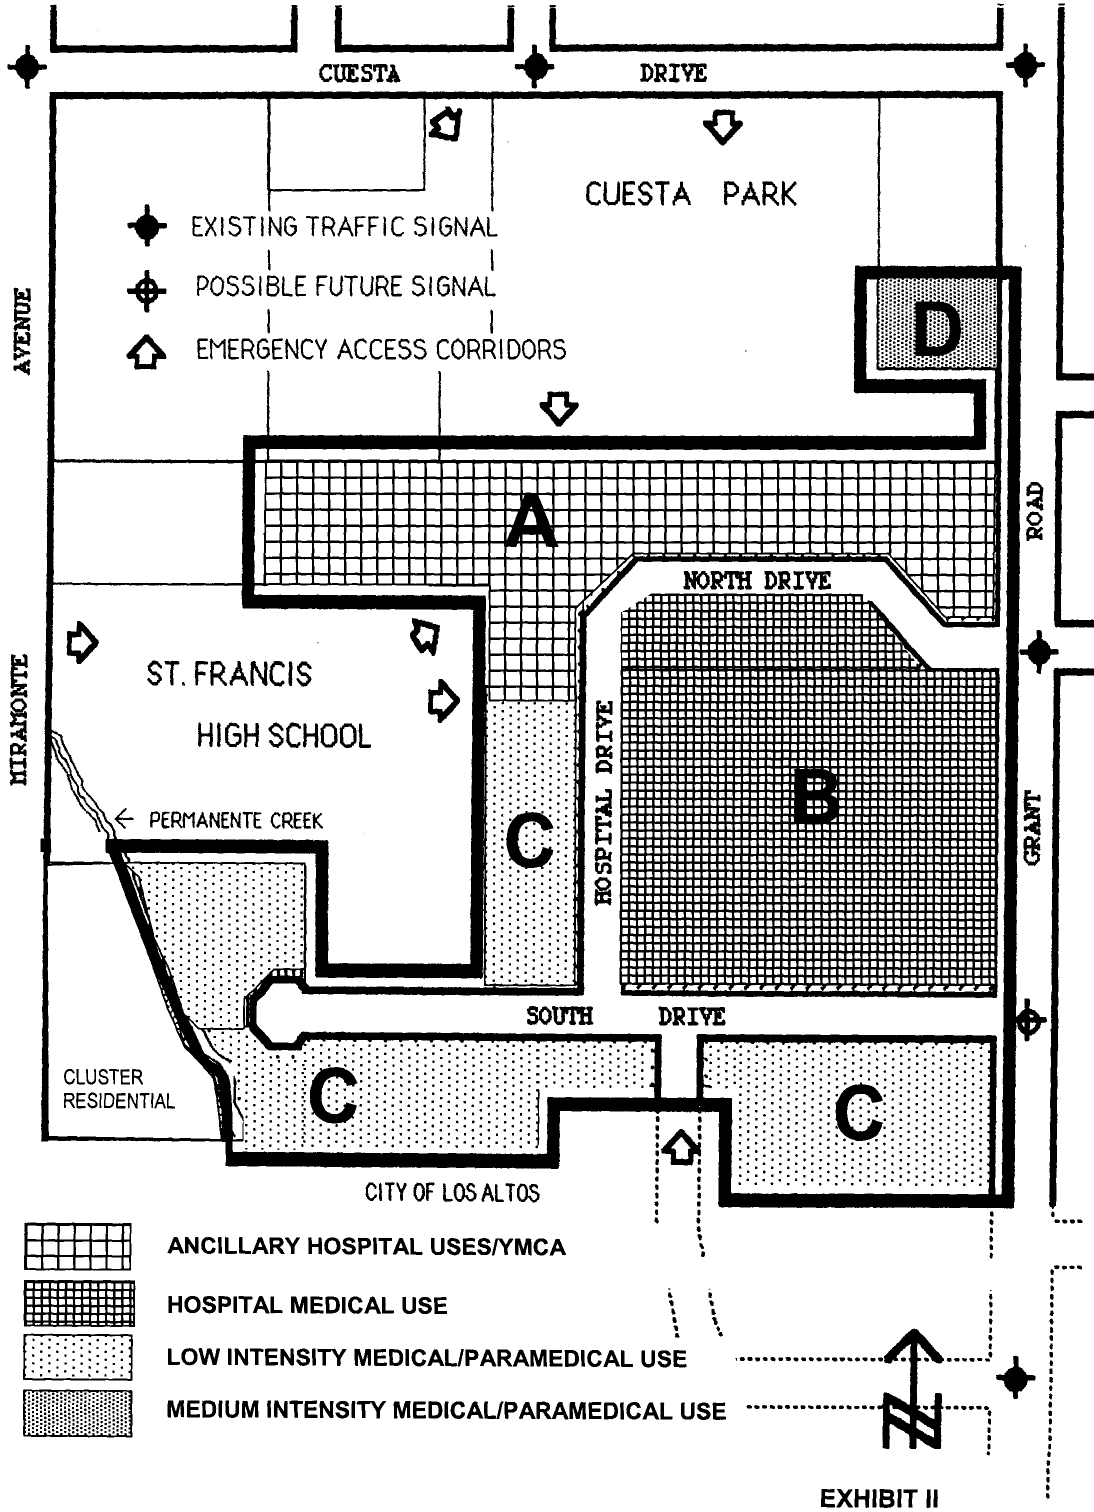 CUESTA DRIVE
CUESTA PARK
EXISTING TRAFFIC SIGNAL
POSSIBLE FUTURE SIGNAL
EMERGENCY ACCESS CORRIDORS
AVENUE
D
A
ROAD
NORTH DRIVE
ST. FRANCIS
HIGH SCHOOL
MIRAMONTE
HOSPITAL DRIVE
B
PERMANENTE CREEK
C
GRANT
SOUTH DRIVE
CLUSTER
RESIDENTIAL
C
C
CITY OF LOS ALTOS
ANCILLARY HOSPITAL USES/YMCA
HOSPITAL MEDICAL USE
LOW INTENSITY MEDICAL/PARAMEDICAL USE
MEDIUM INTENSITY MEDICAL/PARAMEDICAL USE
N
EXHIBIT II